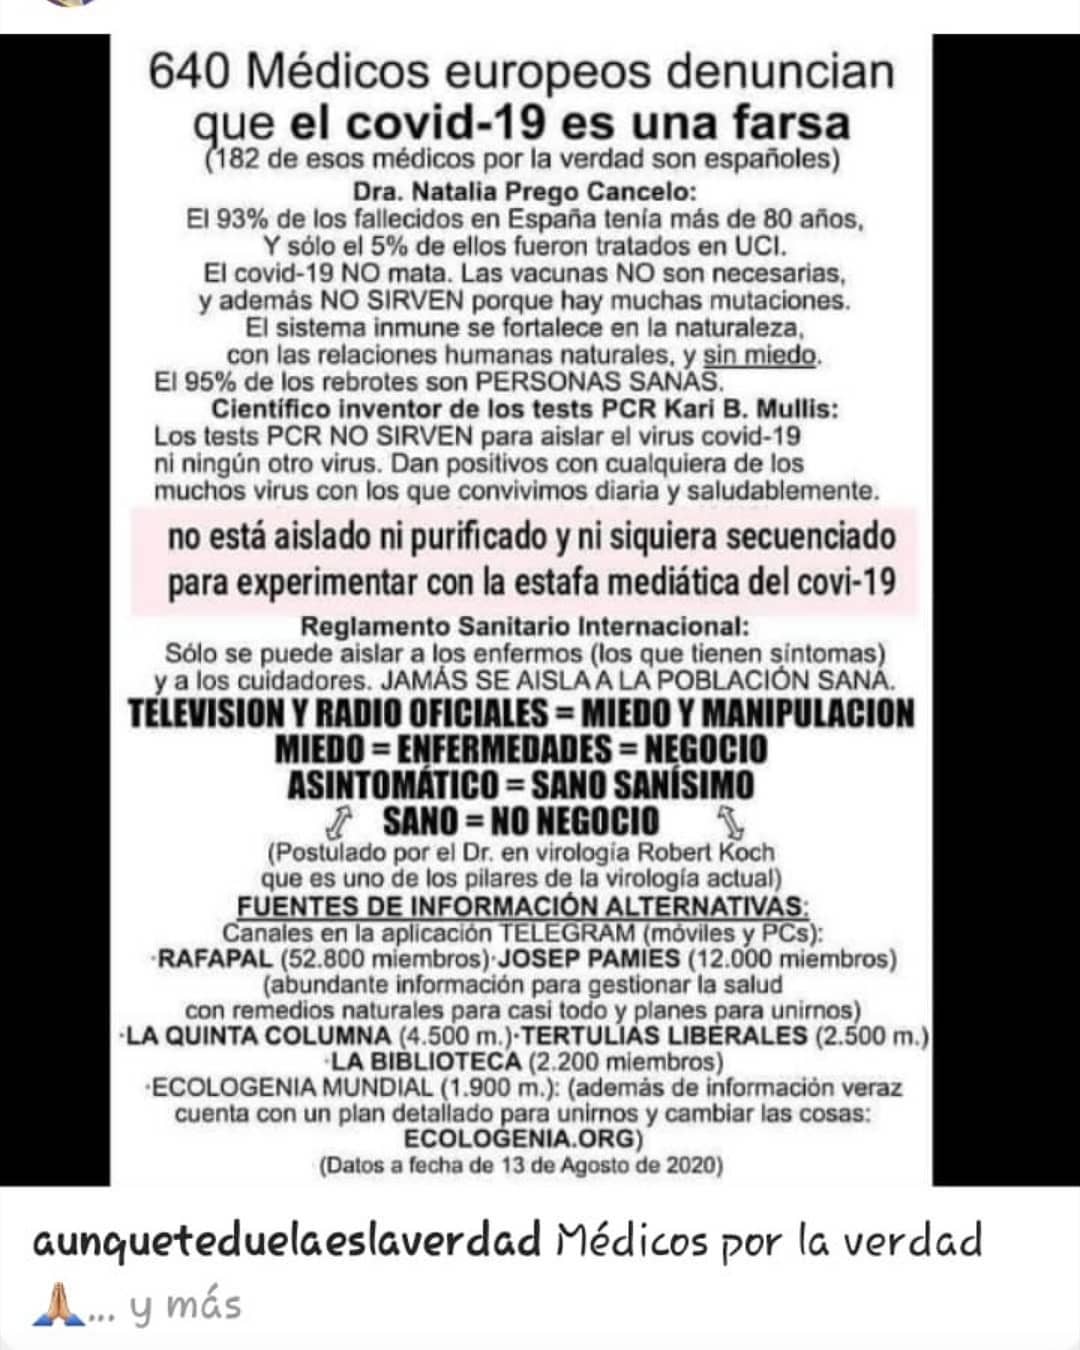 640 Médicos europeos denuncian
que el covid-19 es una farsa
(182 de esos médicos por la verdad son españoles)
Dra. Natalia Prego Cancelo:
El 93% de los fallecidos en España tenía más de 80 años,
Y sólo el 5% de ellos fueron tratados en UCI.
El covid-19 NO mata. Las vacunas NO son necesarias,
y además NO SIRVEN porque hay muchas mutaciones.
El sistema inmune se fortalece en la naturaleza,
con las relaciones humanas naturales, y sin miedo.
El 95% de los rebrotes son PERSONAS SANAS.
Científico inventor de los tests PCR Kari B. Mullis:
Los tests PCR NO SIRVEN para aislar el virus covid-19
ni ningún otro virus. Dan positivos con cualquiera de los
muchos virus con los que convivimos diaria y saludablemente.
no está aislado ni purificado y ni siquiera secuenciado
para experimentar con la estafa mediática del covi-19
Reglamento Sanitario Internacional:
Sólo se puede aislar a los enfermos (los que tienen síntomas)
y a los cuidadores. JAMÁS SE AISLA A LA POBLACIÓN SANA.
TELEVISION Y RADIO OFICIALES = MIEDO Y MANIPULACION
MIEDO = ENFERMEDADES = NEGOCIO
ASINTOMÁTICO = SANO SANÍSIMO
SANO = NO NEGOCIO
(Postulado por el Dr. en virología Robert Koch
que es uno de los pilares de la virología actual)
FUENTES DE INFORMACIÓN ALTERNATIVAS:
Canales en la aplicación TELEGRAM (móviles y PCs):
·RAFAPAL (52.800 miembros)·JOSEP PAMIES (12.000 miembros)
(abundante información para gestionar la salud
con remedios naturales para casi todo y planes para unirnos)
·LA QUINTA COLUMNA (4.500 m.)·TERTULIAS LIBERALES (2.500 m.)
·LA BIBLIOTECA (2.200 miembros)
·ECOLOGENIA MUNDIAL (1.900 m.): (además de información veraz
cuenta con un plan detallado para unirnos y cambiar las cosas:
ECOLOGENIA.ORG)
(Datos a fecha de 13 de Agosto de 2020)
aunqueteduelaeslaverdad Médicos por la verdad
🙏🏼... y más